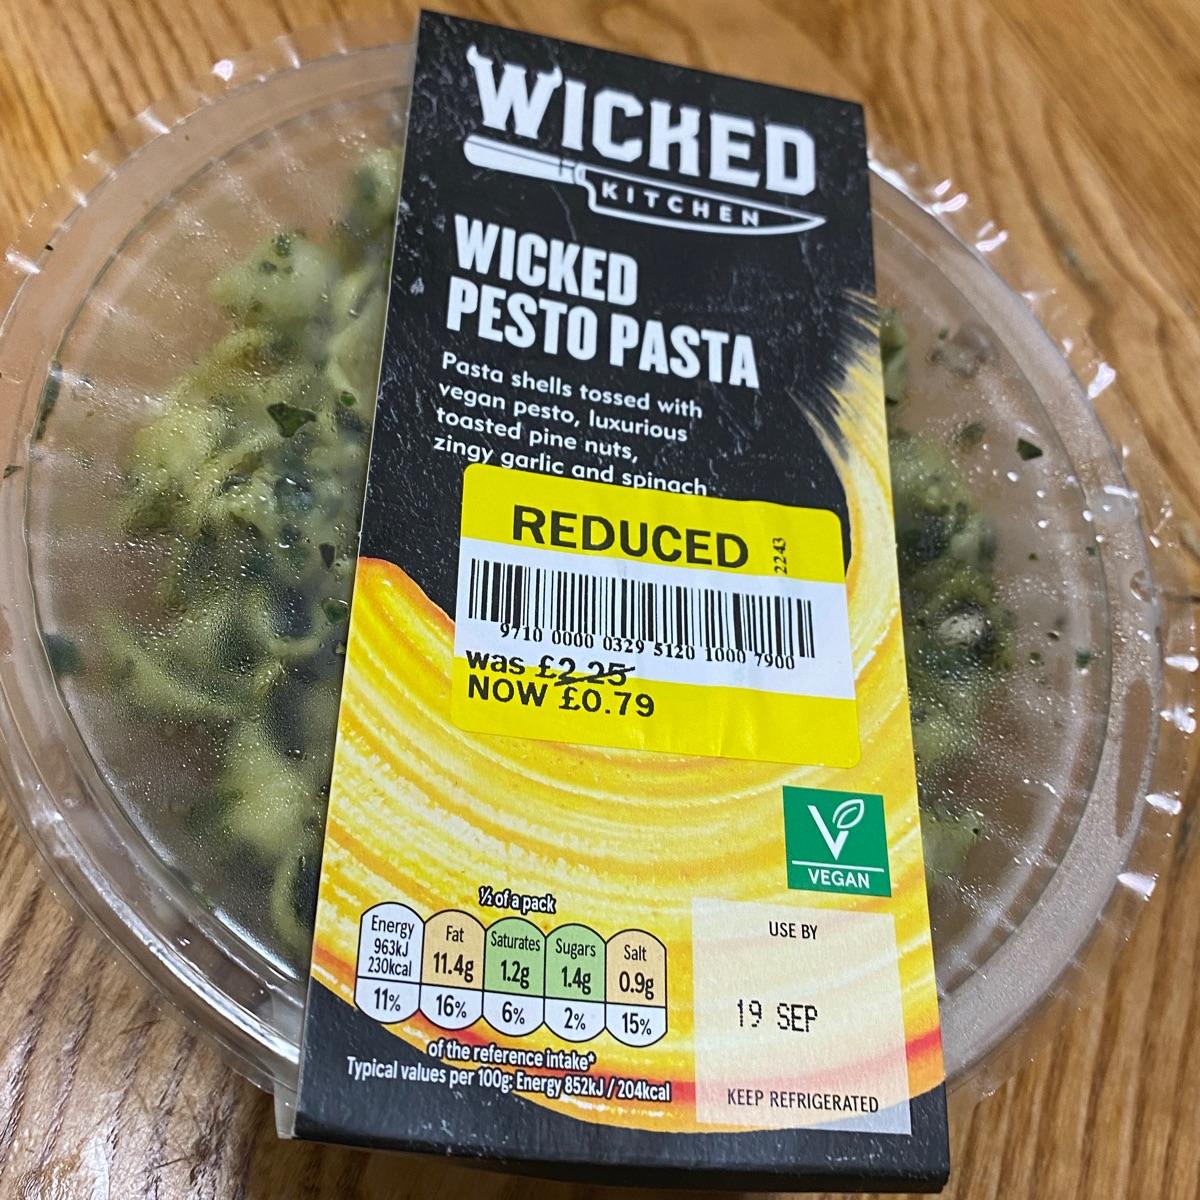 WICKED
KITCHEN
WICKED
PESTO PASTA
Pasta shells tossed with
vegan pesto, luxurious
toasted pine nuts,
zingy garlic and spinach
REDUCED
2243
9710 0000 0329 5120 1000 7900
was £2.25
NOW £0.79
V
VEGAN
½ of a pack
Energy 963kJ 230kcal 11%
Fat 11.4g 16%
Saturates 1.2g 6%
Sugars 1.4g 2%
Salt 0.9g 15%
of the reference intake*
Typical values per 100g: Energy 852kJ / 204kcal
USE BY
19 SEP
KEEP REFRIGERATED